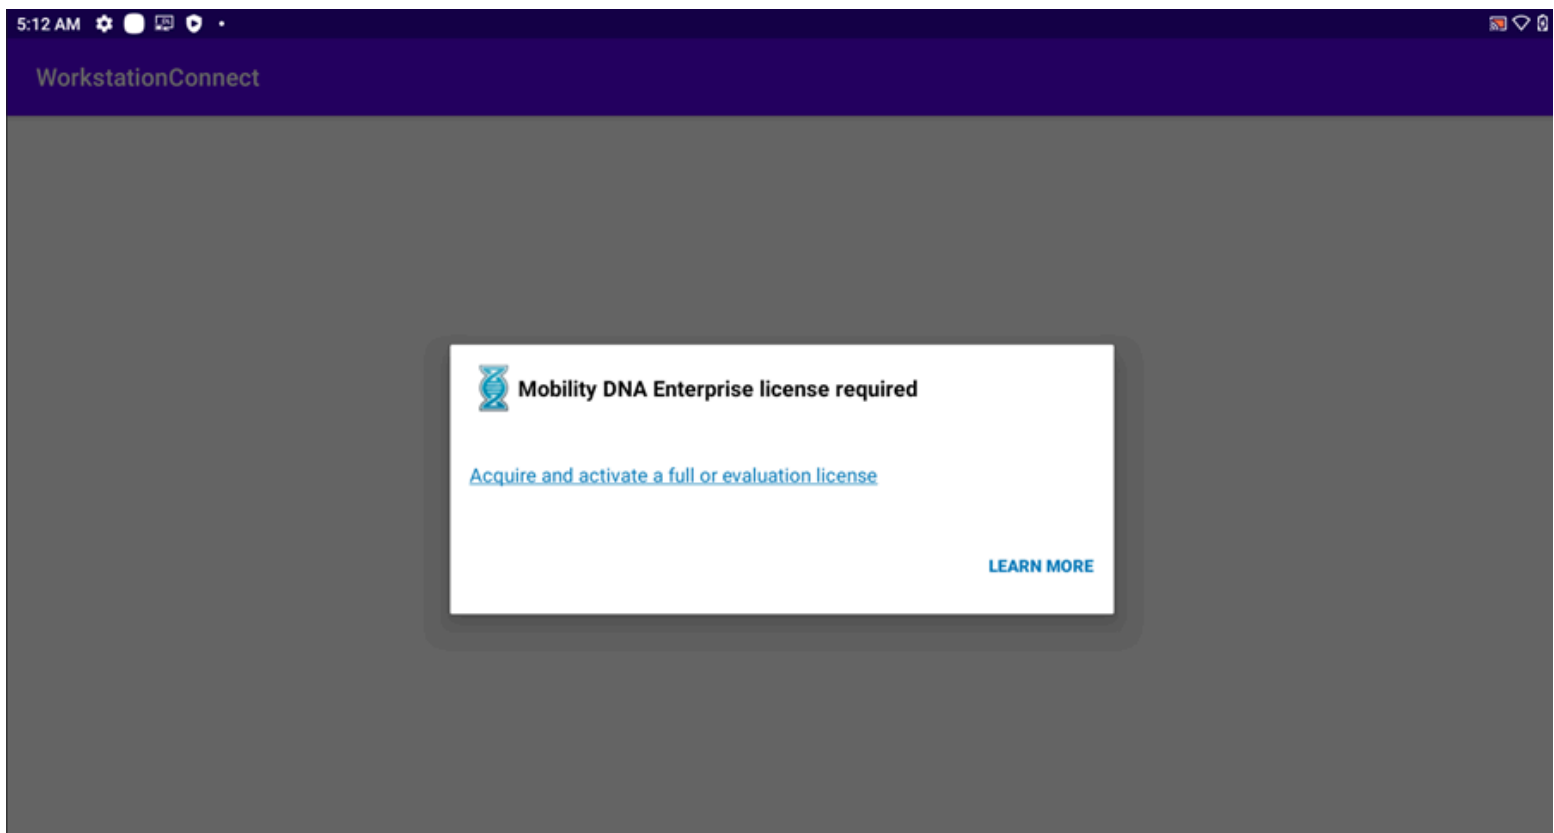 5:12 AM
WorkstationConnect
Mobility DNA Enterprise license required
Acquire and activate a full or evaluation license
LEARN MORE